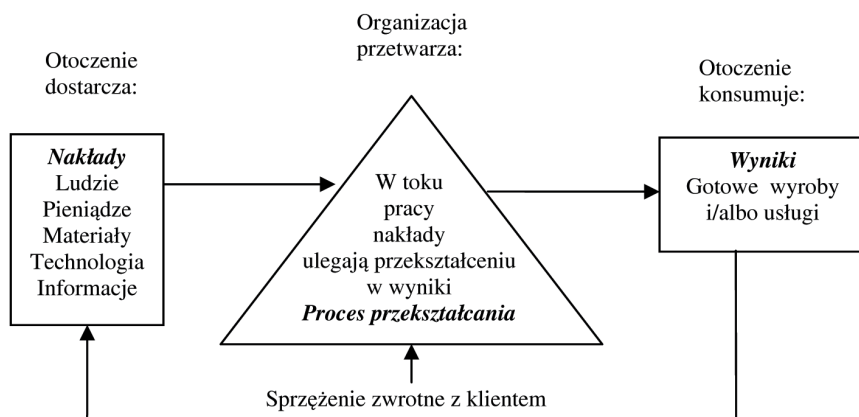 Otoczenie
dostarcza:
Nakłady
Ludzie
Pieniądze
Materiały
Technologia
Informacje
Organizacja
przetwarza:
W toku
pracy
nakłady
ulegają przekształceniu
w wyniki
Proces przekształcania
Otoczenie
konsumuje:
Wyniki
Gotowe wyroby
i/albo usługi
Sprzężenie zwrotne z klientem